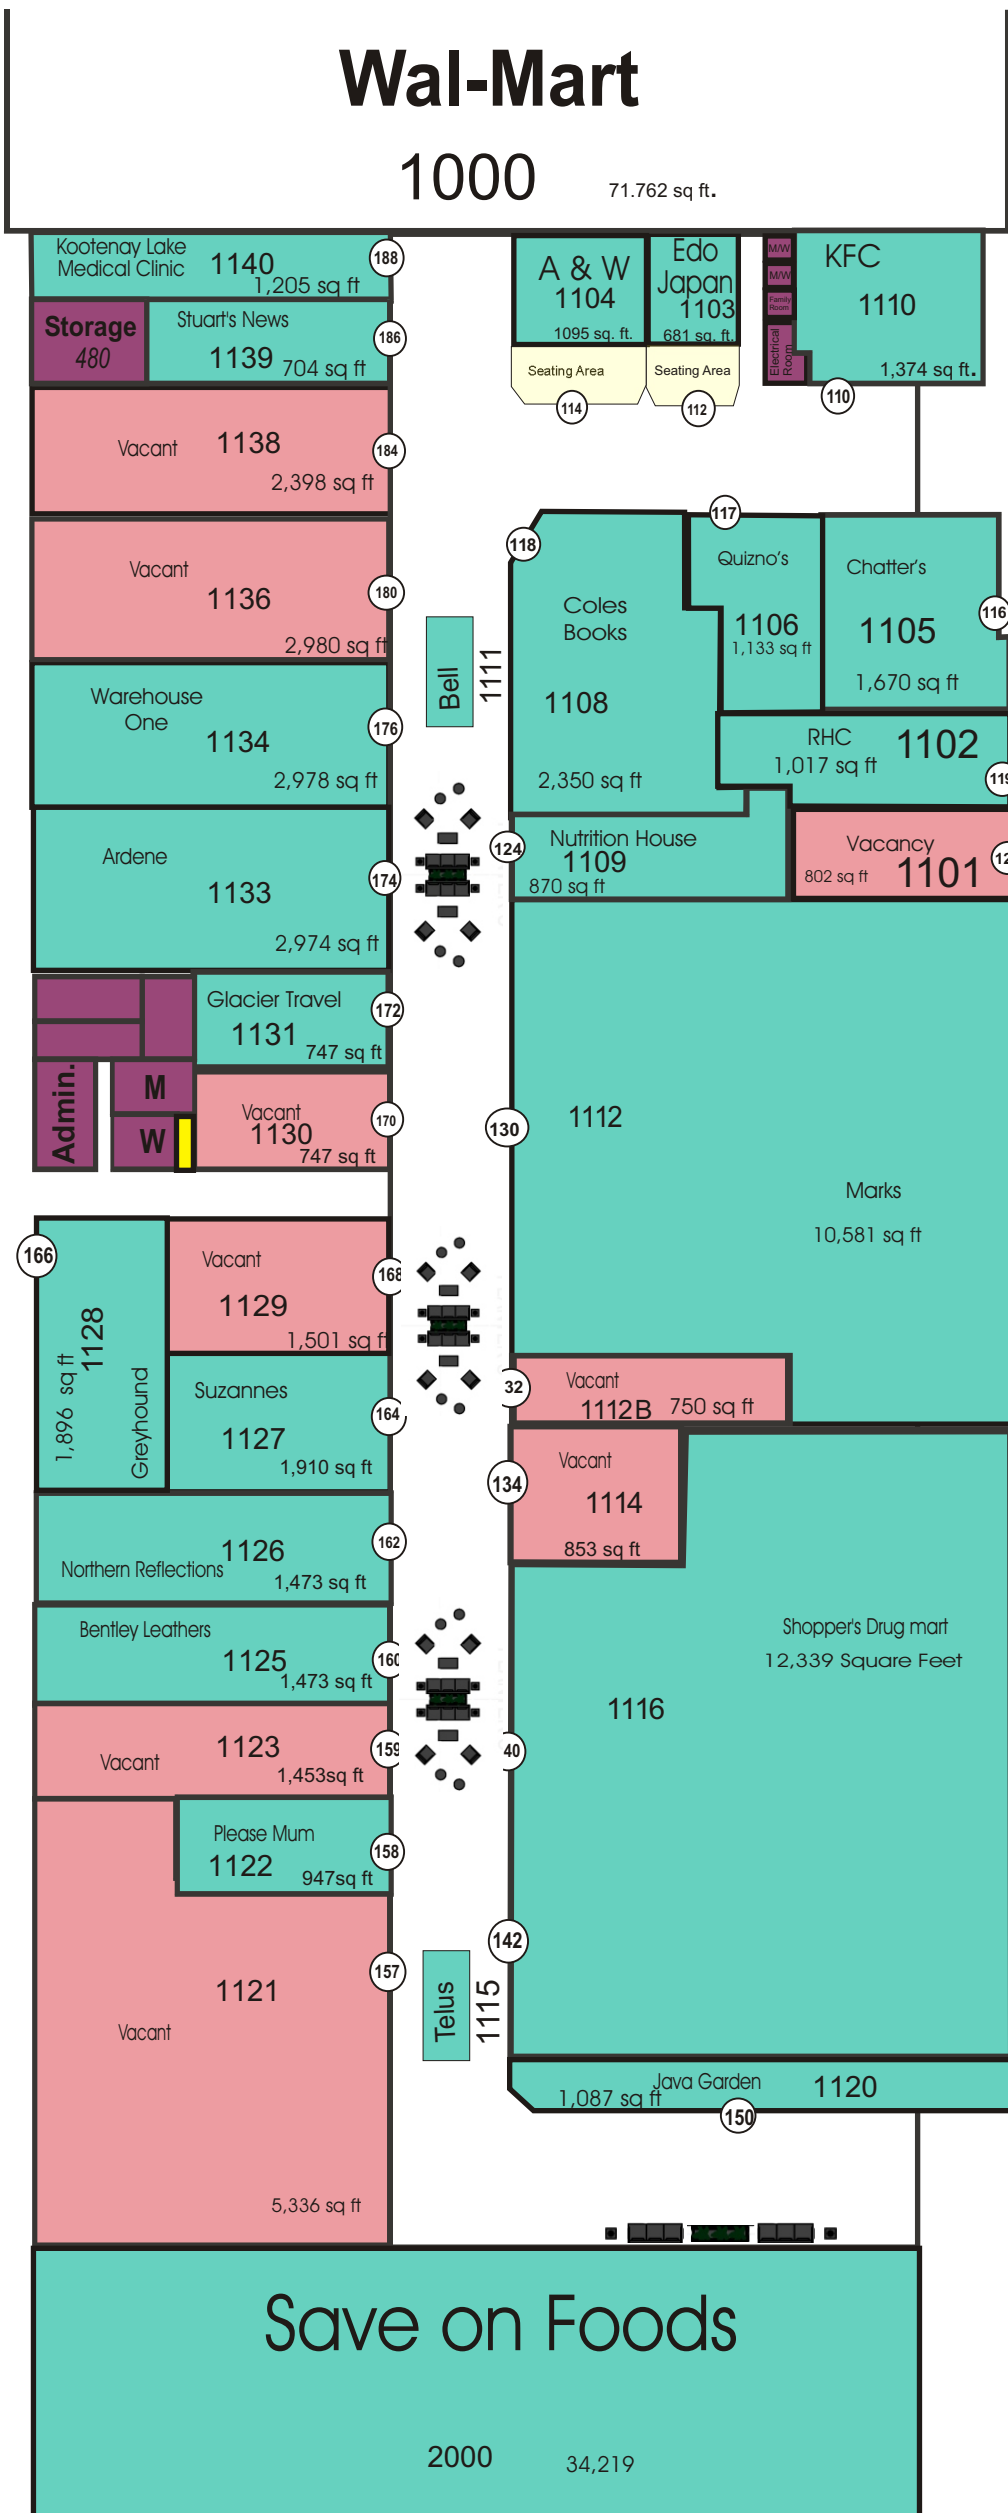 Wal-Mart
1000
71.762 sq ft.
Kootenay Lake
Medical Clinic
1140
1,205 sq ft
188
Storage
480
Stuart's News
1139
704 sq ft
186
Vacant
1138
2,398 sq ft
184
Vacant
1136
2,980 sq ft
180
Warehouse
One
1134
2,978 sq ft
176
Ardene
1133
2,974 sq ft
174
Glacier Travel
1131
747 sq ft
172
Admin.
M
W
Vacant
1130
747 sq ft
170
166
1128
1,896 sq ft
Greyhound
Vacant
1129
1,501 sq ft
168
Suzannes
1127
1,910 sq ft
164
1126
Northern Reflections
1,473 sq ft
162
Bentley Leathers
1125
1,473 sq ft
160
1123
Vacant
1,453sq ft
159
Please Mum
1122
947sq ft
158
1121
Vacant
5,336 sq ft
157
Bell
1111
Telus
1115
A & W
1104
1095 sq. ft.
Seating Area
114
Edo
Japan
1103
681 sq. ft.
Seating Area
112
M/W
M/W
Family
Room
Electrical
Room
KFC
1110
1,374 sq ft.
110
118
Coles
Books
1108
2,350 sq ft
117
Quizno's
1106
1,133 sq ft
Chatter's
1105
1,670 sq ft
116
RHC
1102
1,017 sq ft
119
124
Nutrition House
1109
870 sq ft
Vacancy
1101
802 sq ft
12
130
1112
Marks
10,581 sq ft
32
Vacant
1112B
750 sq ft
134
Vacant
1114
853 sq ft
Shopper's Drug mart
12,339 Square Feet
1116
40
142
Java Garden
1120
1,087 sq ft
150
Save on Foods
2000
34,219